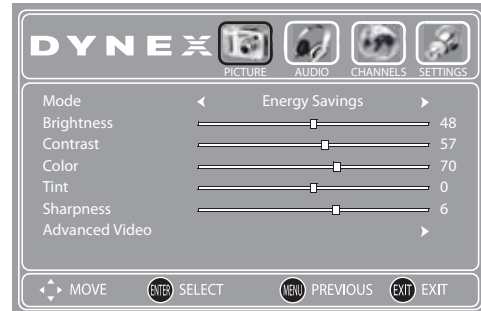 DYNEX
PICTURE AUDIO CHANNELS SETTINGS
Mode Energy Savings
Brightness 48
Contrast 57
Color 70
Tint 0
Sharpness 6
Advanced Video
MOVE ENTER SELECT MENU PREVIOUS EXIT EXIT